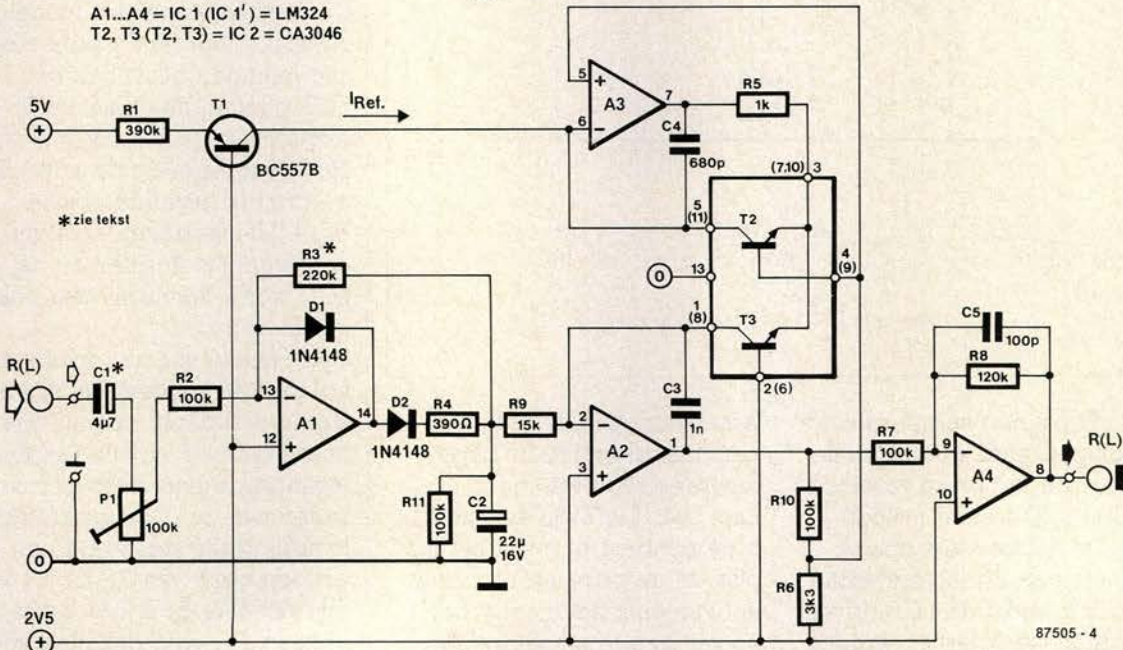 A1...A4 = IC 1 (IC 1′) = LM324
T2, T3 (T2, T3) = IC 2 = CA3046
5V
+
R1
390k
T1
BC557B
IRef.
* zie tekst
5
+
6
−
A3
7
R5
1k
C4
680p
(7,10) 3
5
(11)
T2
4
(9)
0
13
1
(8)
T3
2 (6)
R3*
220k
D1
1N4148
R(L)
C1*
4µ7
R2
100k
13
−
12
+
A1
14
D2
1N4148
R4
390Ω
R9
15k
2
−
3
+
A2
1
C3
1n
C5
100p
R8
120k
R7
100k
9
−
10
+
A4
8
R(L)
P1
100k
R11
100k
C2
22µ
16V
R10
100k
R6
3k3
0
2V5
+
87505 - 4